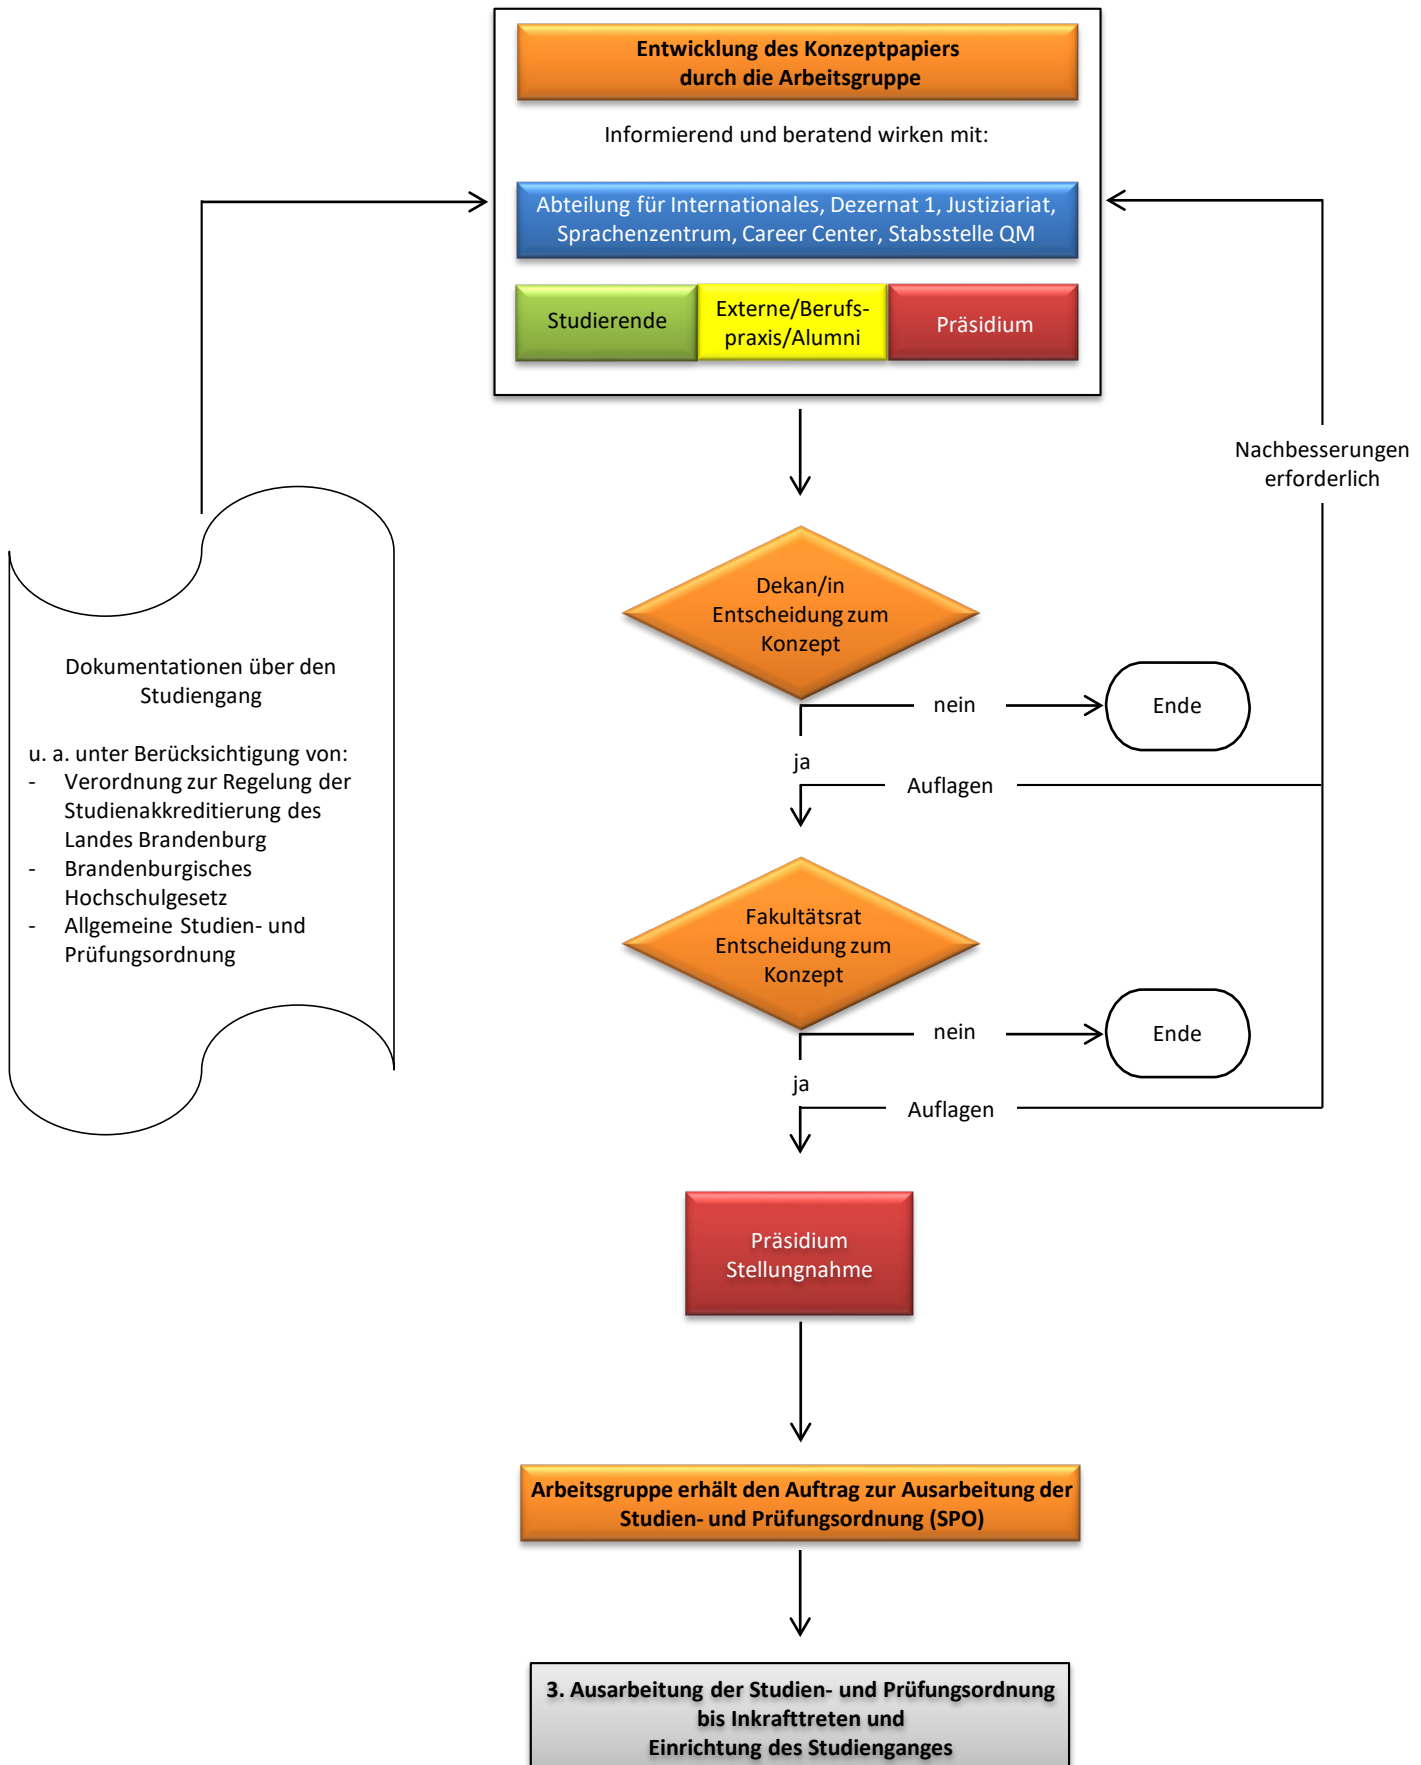 Entwicklung des Konzeptpapiers
durch die Arbeitsgruppe
Informierend und beratend wirken mit:
Abteilung für Internationales, Dezernat 1, Justiziariat,
Sprachenzentrum, Career Center, Stabsstelle QM
Studierende
Externe/Berufs-
praxis/Alumni
Präsidium
Nachbesserungen
erforderlich
Dokumentationen über den
Studiengang
u. a. unter Berücksichtigung von:
- Verordnung zur Regelung der
Studienakkreditierung des
Landes Brandenburg
- Brandenburgisches
Hochschulgesetz
- Allgemeine Studien- und
Prüfungsordnung
Dekan/in
Entscheidung zum
Konzept
nein
Ende
ja
Auflagen
Fakultätsrat
Entscheidung zum
Konzept
nein
Ende
ja
Auflagen
Präsidium
Stellungnahme
Arbeitsgruppe erhält den Auftrag zur Ausarbeitung der
Studien- und Prüfungsordnung (SPO)
3. Ausarbeitung der Studien- und Prüfungsordnung
bis Inkrafttreten und
Einrichtung des Studienganges